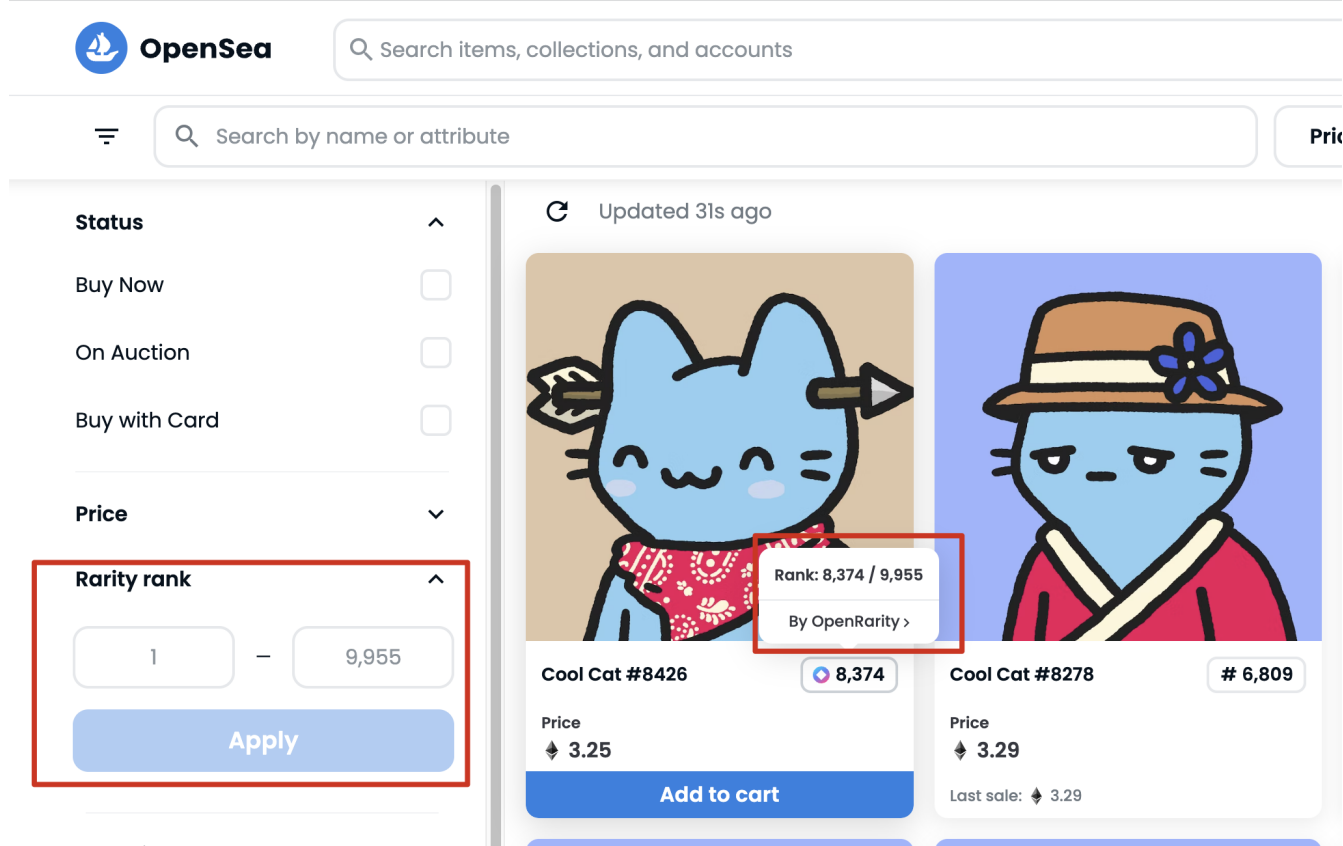 OpenSea
Search items, collections, and accounts
Search by name or attribute
Pric
Status
Buy Now
On Auction
Buy with Card
Price
Rarity rank
1 – 9,955
Apply
Updated 31s ago
Rank: 8,374 / 9,955
By OpenRarity ›
Cool Cat #8426
8,374
Price
3.25
Add to cart
Cool Cat #8278
# 6,809
Price
3.29
Last sale: 3.29